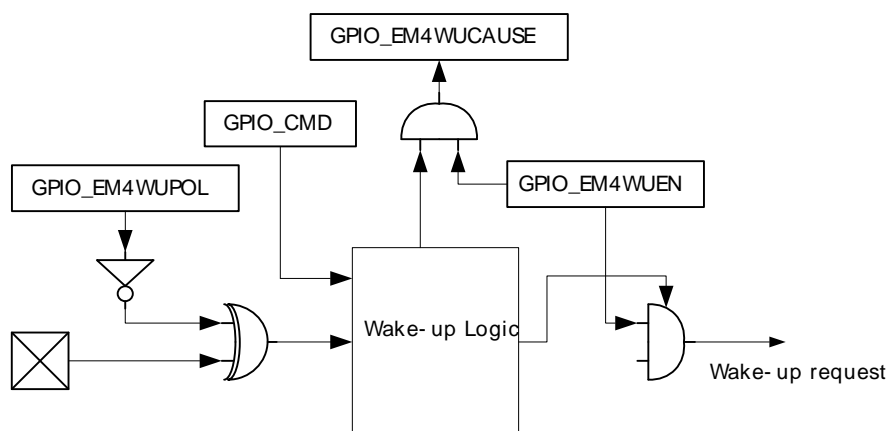 GPIO_EM4WUCAUSE
GPIO_CMD
GPIO_EM4WUPOL
GPIO_EM4WUEN
Wake-up Logic
Wake-up request